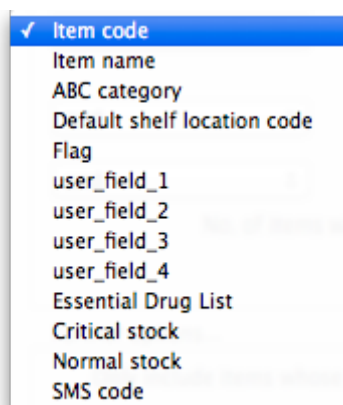 ✓ Item code
Item name
ABC category
Default shelf location code
Flag
user_field_1
user_field_2
user_field_3
user_field_4
Essential Drug List
Critical stock
Normal stock
SMS code